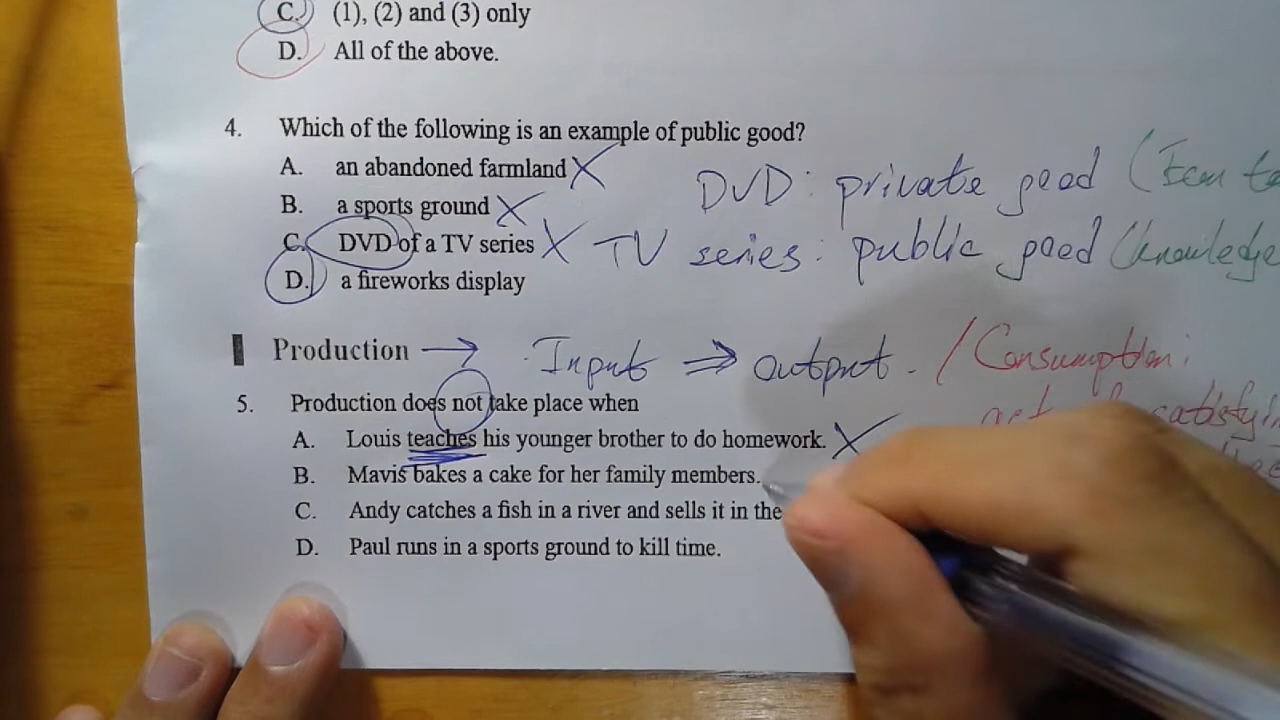 C. (1), (2) and (3) only
D. All of the above.
4. Which of the following is an example of public good?
A. an abandoned farmland X
B. a sports ground X
DVD: private good (Item
C. DVD of a TV series X
TV series: public good (knowledge
D. a fireworks display
Production → Input ⇒ output. / Consumption:
5. Production does not take place when
A. Louis teaches his younger brother to do homework. X
B. Mavis bakes a cake for her family members.
C. Andy catches a fish in a river and sells it in the
D. Paul runs in a sports ground to kill time.